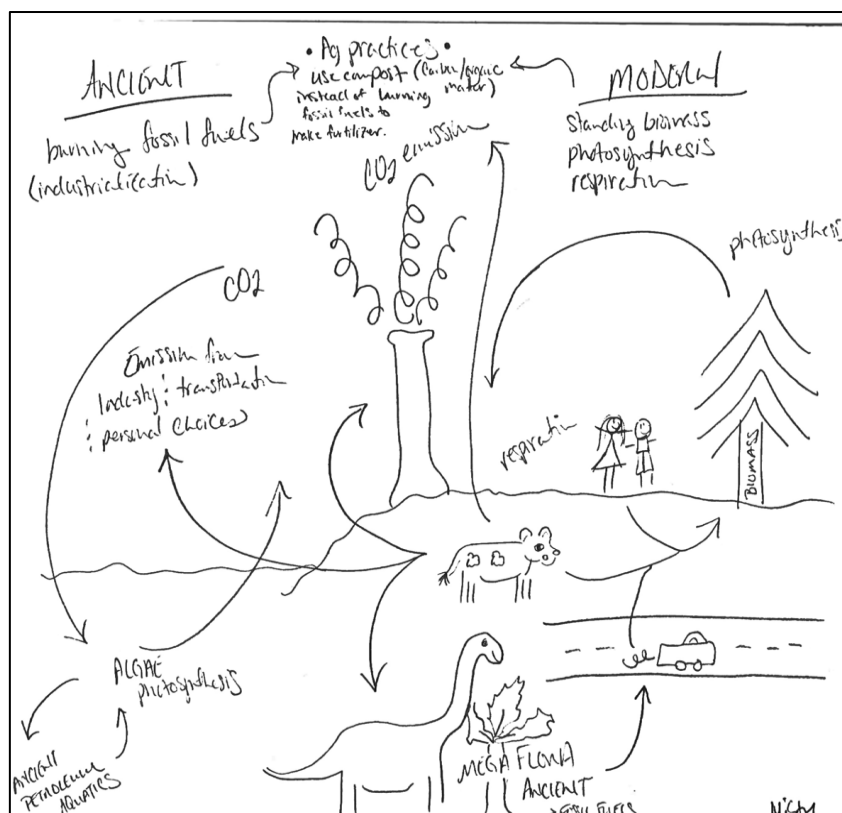 ANCIENT
burning fossil fuels
(industrialization)
• Ag practices •
use compost (Carbon/organic
instead of burning matter)
fossil fuels to
make fertilizer.
MODERN
standing biomass
photosynthesis
respiration
CO2 emission
photosynthesis
CO2
Emission from
Industry: transportation
: personal choices
respiration
BIOMASS
ALGAE
photosynthesis
ANCIENT
PETROLEUM
AQUATICS
MEGA FLORA
ANCIENT
FOSSIL FUELS